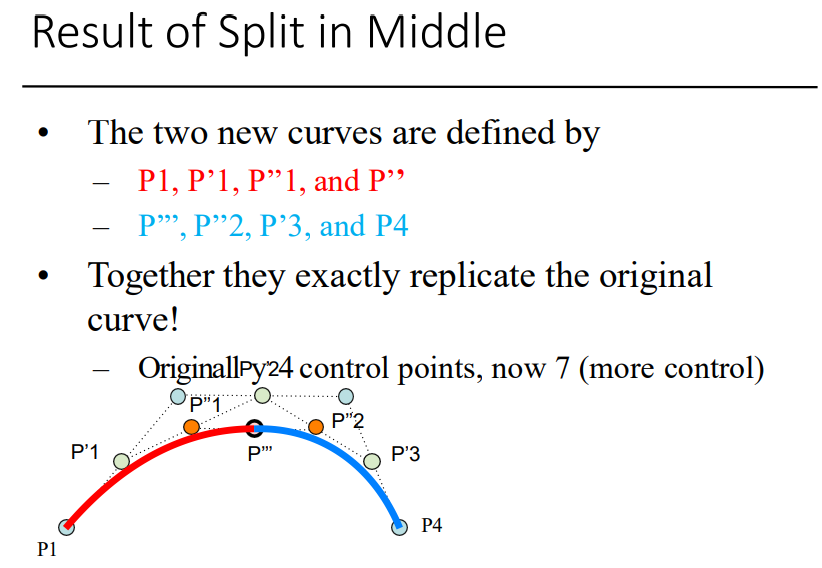 Result of Split in Middle
• The two new curves are defined by
– P1, P’1, P”1, and P’’
– P”’, P”2, P’3, and P4
• Together they exactly replicate the original
curve!
– Originally 4 control points, now 7 (more control)
P’2
P”1
P”2
P’1
P”’
P’3
P4
P1